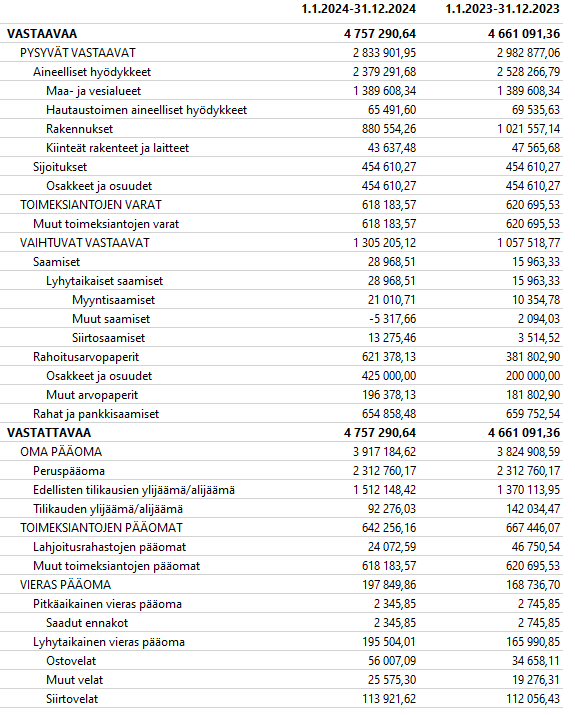 1.1.2024-31.12.2024 1.1.2023-31.12.2023
VASTAAVAA 4 757 290,64 4 661 091,36
PYSYVÄT VASTAAVAT 2 833 901,95 2 982 877,06
Aineelliset hyödykkeet 2 379 291,68 2 528 266,79
Maa- ja vesialueet 1 389 608,34 1 389 608,34
Hautaustoimen aineelliset hyödykkeet 65 491,60 69 535,63
Rakennukset 880 554,26 1 021 557,14
Kiinteät rakenteet ja laitteet 43 637,48 47 565,68
Sijoitukset 454 610,27 454 610,27
Osakkeet ja osuudet 454 610,27 454 610,27
TOIMEKSIANTOJEN VARAT 618 183,57 620 695,53
Muut toimeksiantojen varat 618 183,57 620 695,53
VAIHTUVAT VASTAAVAT 1 305 205,12 1 057 518,77
Saamiset 28 968,51 15 963,33
Lyhytaikaiset saamiset 28 968,51 15 963,33
Myyntisaamiset 21 010,71 10 354,78
Muut saamiset -5 317,66 2 094,03
Siirtosaamiset 13 275,46 3 514,52
Rahoitusarvopaperit 621 378,13 381 802,90
Osakkeet ja osuudet 425 000,00 200 000,00
Muut arvopaperit 196 378,13 181 802,90
Rahat ja pankkisaamiset 654 858,48 659 752,54
VASTATTAVAA 4 757 290,64 4 661 091,36
OMA PÄÄOMA 3 917 184,62 3 824 908,59
Peruspääoma 2 312 760,17 2 312 760,17
Edellisten tilikausien ylijäämä/alijäämä 1 512 148,42 1 370 113,95
Tilikauden ylijäämä/alijäämä 92 276,03 142 034,47
TOIMEKSIANTOJEN PÄÄOMAT 642 256,16 667 446,07
Lahjoitusrahastojen pääomat 24 072,59 46 750,54
Muut toimeksiantojen pääomat 618 183,57 620 695,53
VIERAS PÄÄOMA 197 849,86 168 736,70
Pitkäaikainen vieras pääoma 2 345,85 2 745,85
Saadut ennakot 2 345,85 2 745,85
Lyhytaikainen vieras pääoma 195 504,01 165 990,85
Ostovelat 56 007,09 34 658,11
Muut velat 25 575,30 19 276,31
Siirtovelat 113 921,62 112 056,43